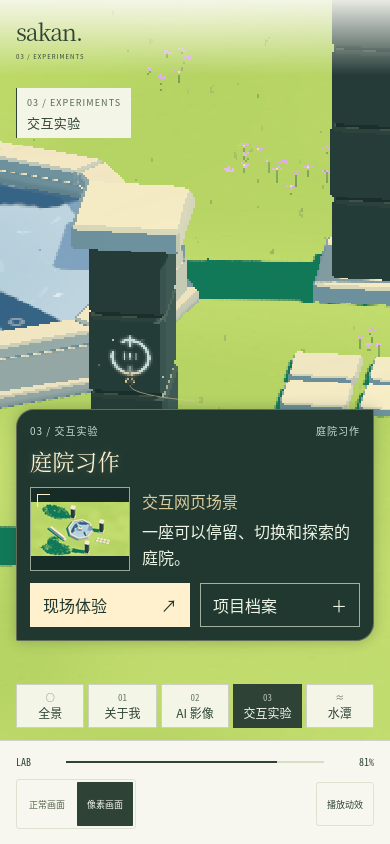 sakan.
03 / EXPERIMENTS
03 / EXPERIMENTS
交互实验
03 / 交互实验
庭院习作
庭院习作
交互网页场景
一座可以停留、切换和探索的
庭院。
现场体验 ↗
项目档案 +
全景
01
关于我
02
AI 影像
03
交互实验
≈
水潭
LAB
81%
正常画面
像素画面
播放动效